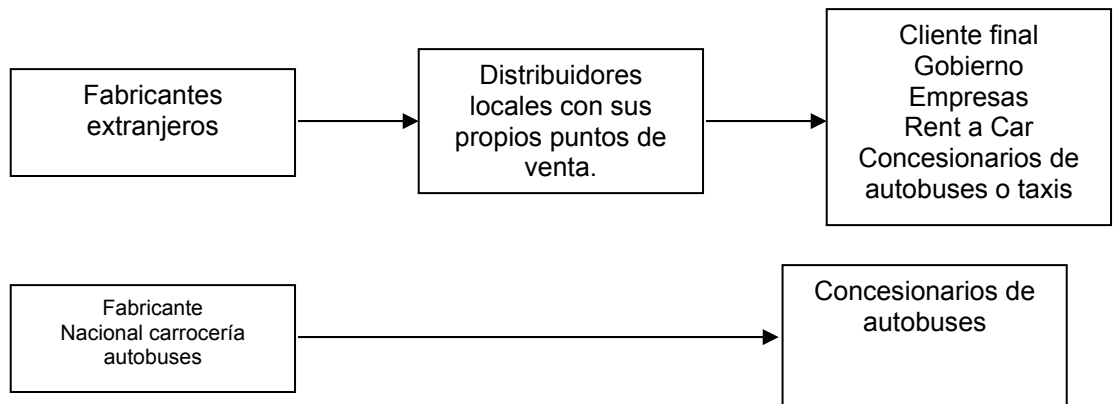 Fabricantes
extranjeros
Distribuidores
locales con sus
propios puntos de
venta.
Cliente final
Gobierno
Empresas
Rent a Car
Concesionarios de
autobuses o taxis
Fabricante
Nacional carrocería
autobuses
Concesionarios de
autobuses